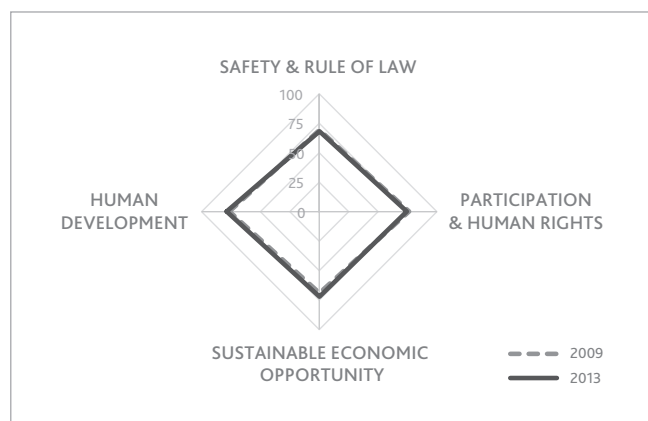 SAFETY & RULE OF LAW
100
75
50
25
0
HUMAN
DEVELOPMENT
PARTICIPATION
& HUMAN RIGHTS
SUSTAINABLE ECONOMIC
OPPORTUNITY
2009
2013